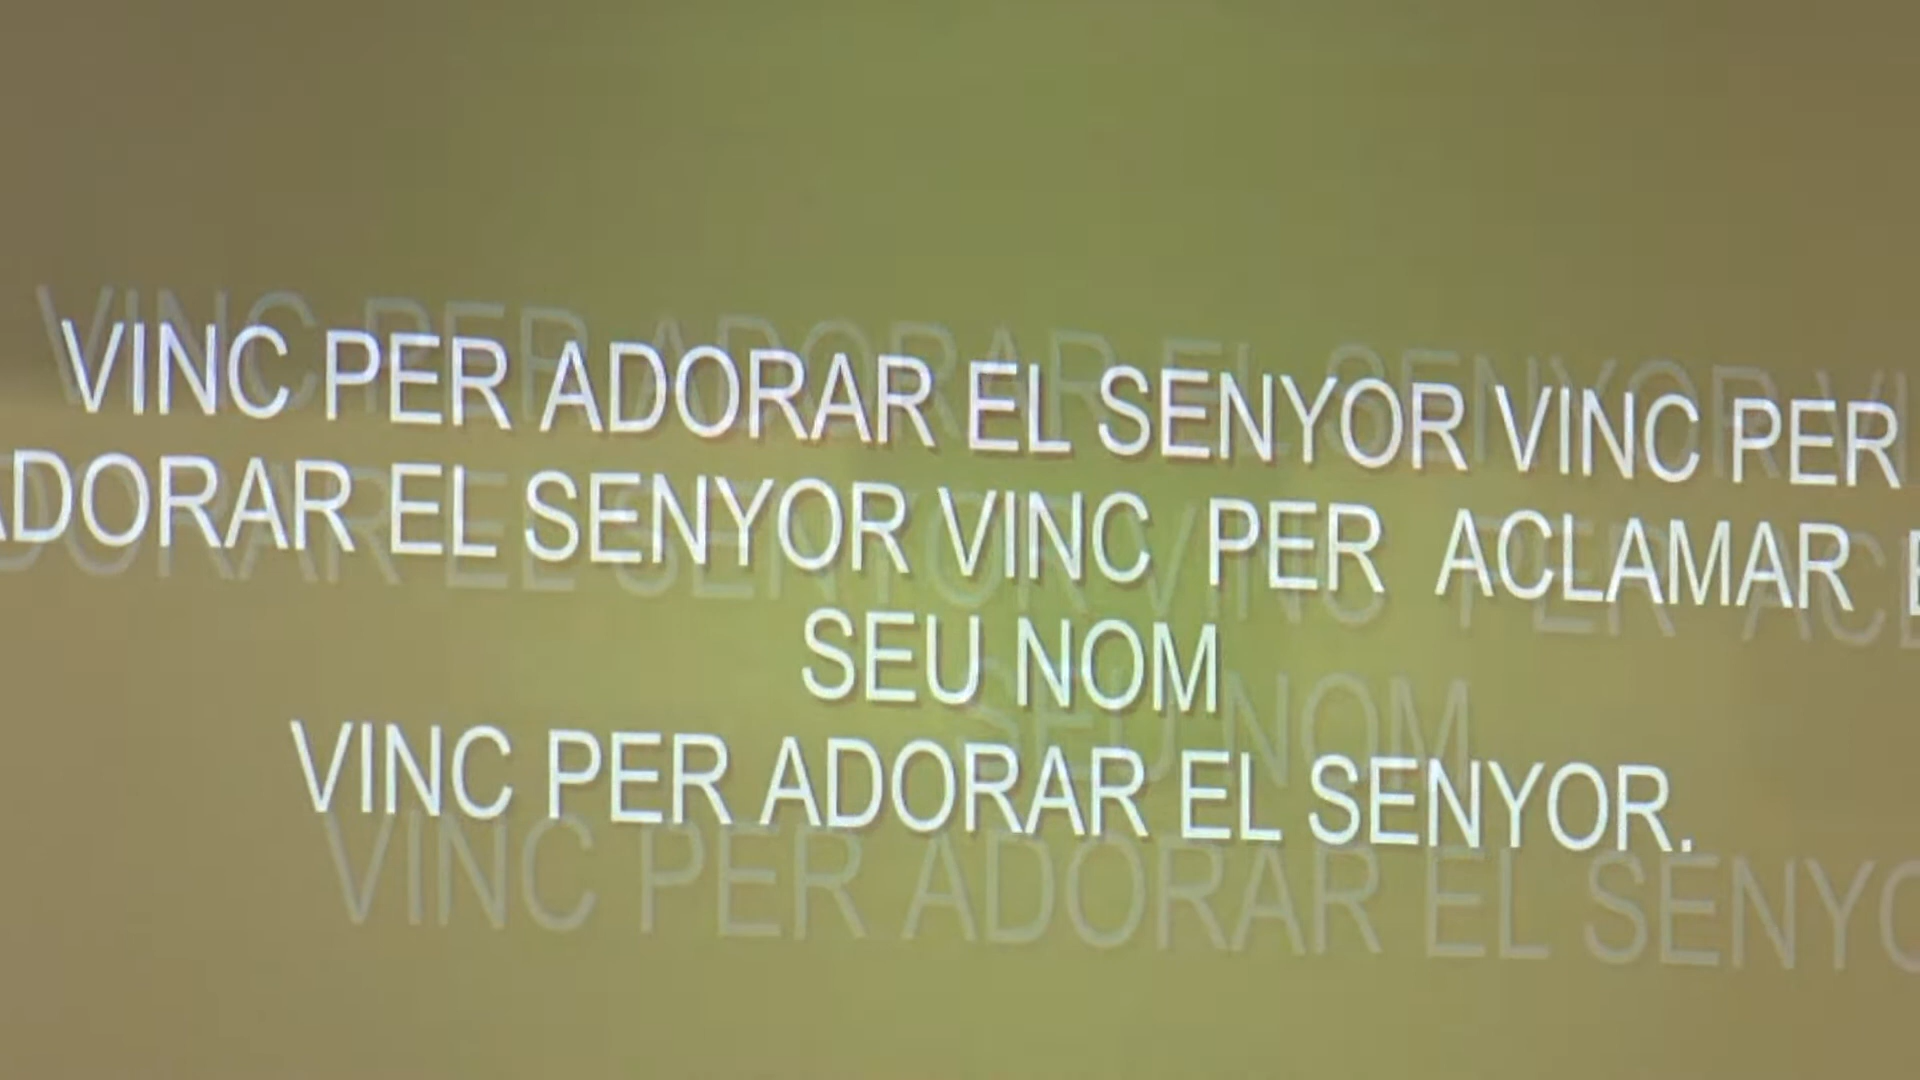 VINC PER ADORAR EL SENYOR VINC PER
ADORAR EL SENYOR VINC PER ACLAMAR
SEU NOM
VINC PER ADORAR EL SENYOR.